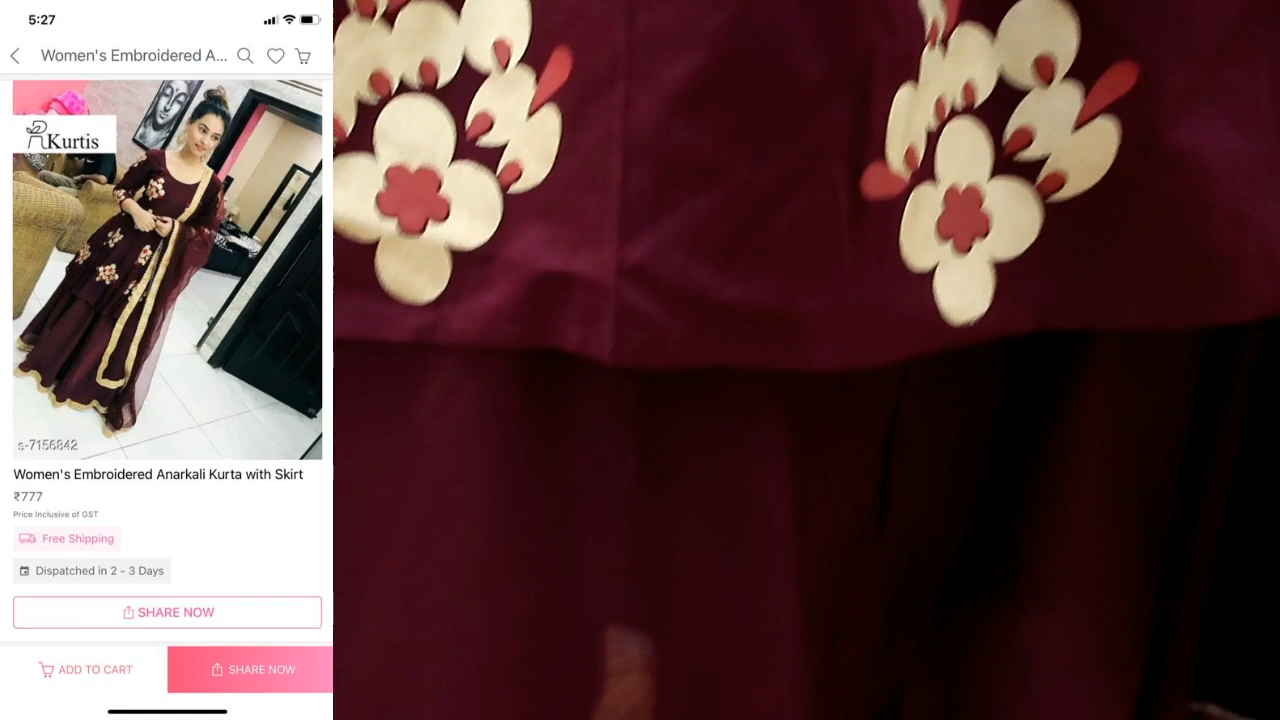 5:27
Women's Embroidered A...
Kurtis
s-7156842
Women's Embroidered Anarkali Kurta with Skirt
₹777
Price Inclusive of GST
Free Shipping
Dispatched in 2 - 3 Days
SHARE NOW
ADD TO CART
SHARE NOW